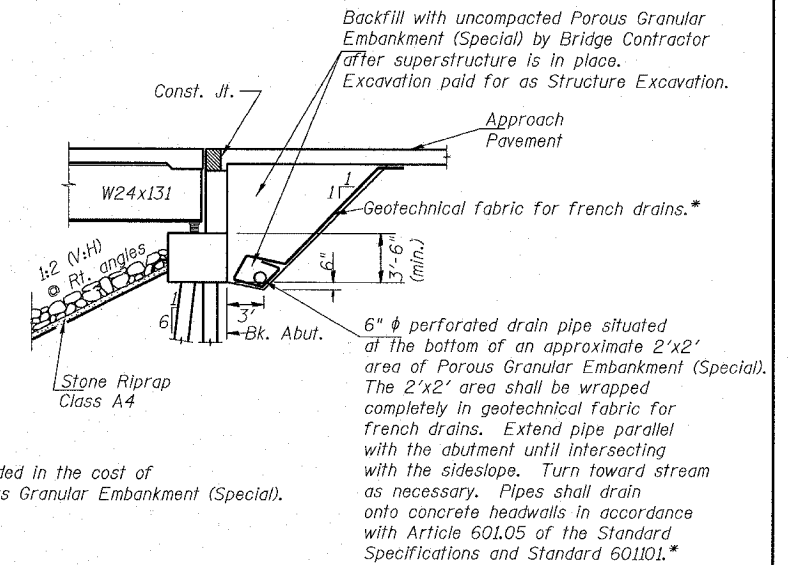 Backfill with uncompacted Porous Granular
Embankment (Special) by Bridge Contractor
after superstructure is in place.
Excavation paid for as Structure Excavation.
Const. Jt.
Approach
Pavement
W24x131
1
1
Geotechnical fabric for french drains.*
1:2 (V:H)
@ Rt. angles
6"
3'-6"
(min.)
1
6
3'
Bk. Abut.
Stone Riprap
Class A4
6" ϕ perforated drain pipe situated
at the bottom of an approximate 2'x2'
area of Porous Granular Embankment (Special).
The 2'x2' area shall be wrapped
completely in geotechnical fabric for
french drains. Extend pipe parallel
with the abutment until intersecting
with the sideslope. Turn toward stream
as necessary. Pipes shall drain
onto concrete headwalls in accordance
with Article 601.05 of the Standard
Specifications and Standard 601101.*
ded in the cost of
s Granular Embankment (Special).